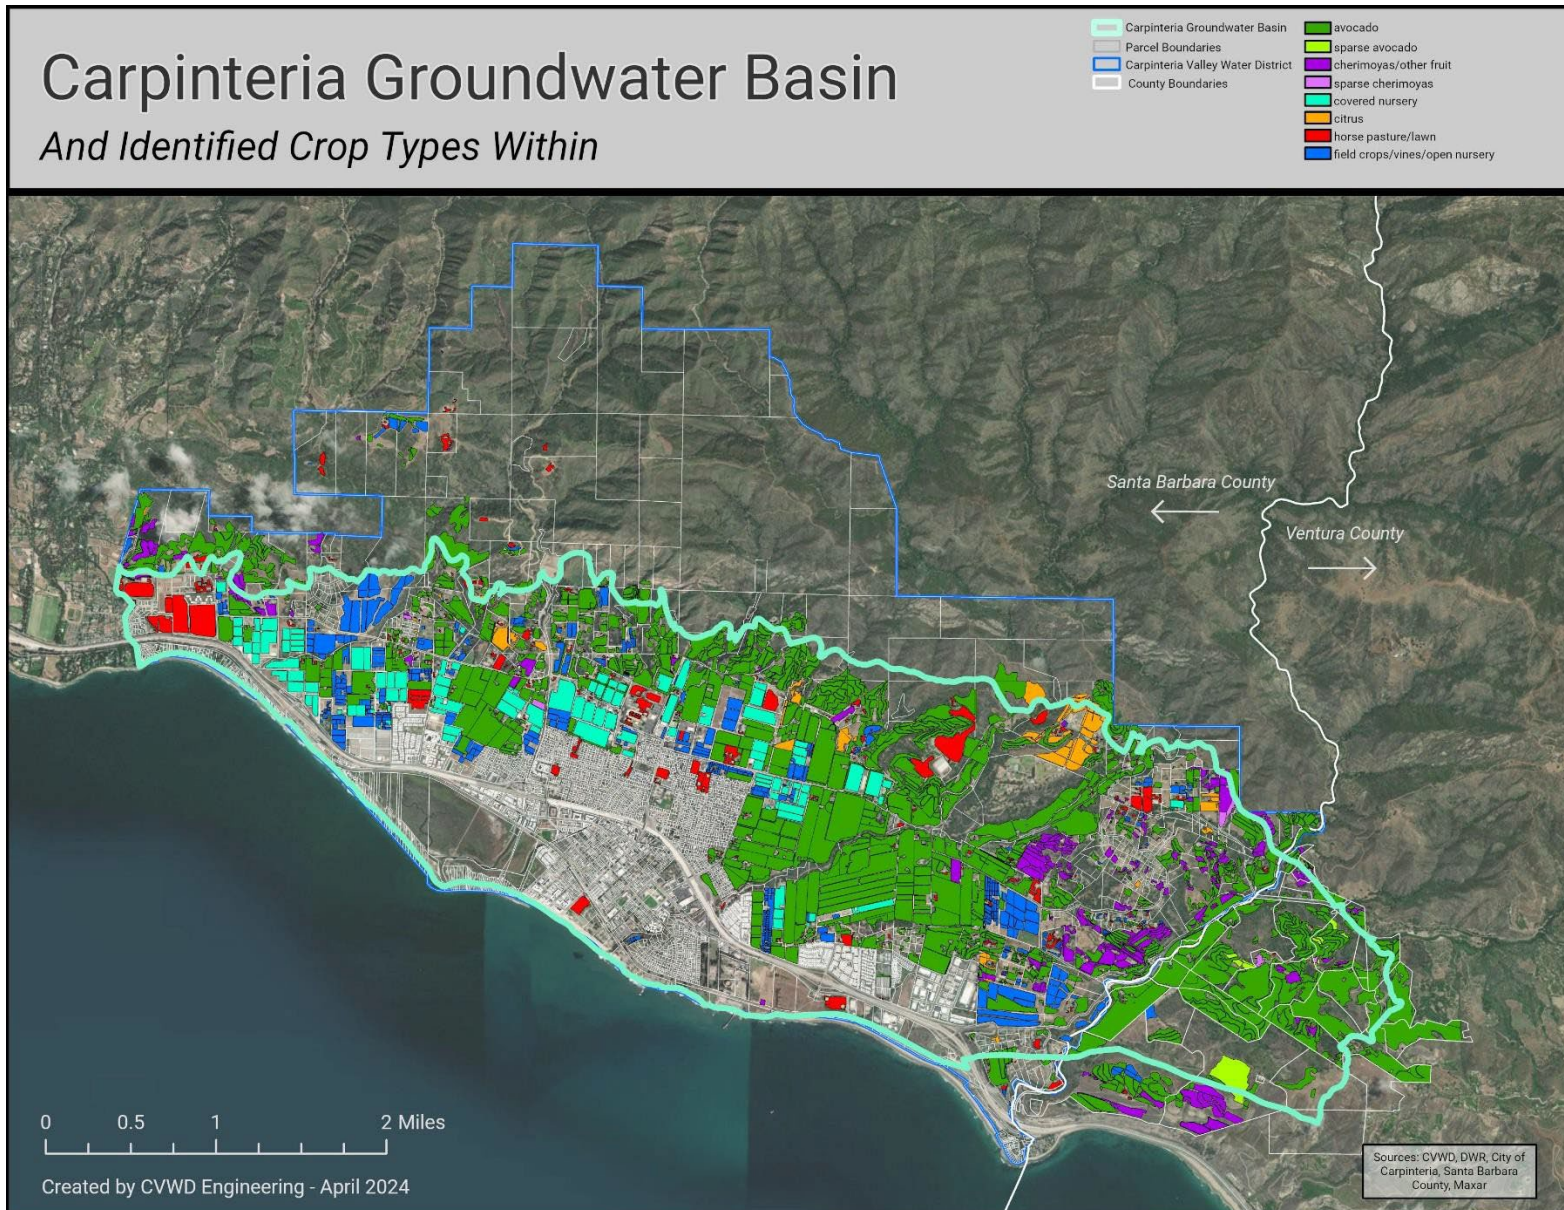 Carpinteria Groundwater Basin
And Identified Crop Types Within
Carpinteria Groundwater Basin
Parcel Boundaries
Carpinteria Valley Water District
County Boundaries
avocado
sparse avocado
cherimoyas/other fruit
sparse cherimoyas
covered nursery
citrus
horse pasture/lawn
field crops/vines/open nursery
Santa Barbara County
Ventura County
0 0.5 1 2 Miles
Created by CVWD Engineering - April 2024
Sources: CVWD, DWR, City of
Carpinteria, Santa Barbara
County, Maxar